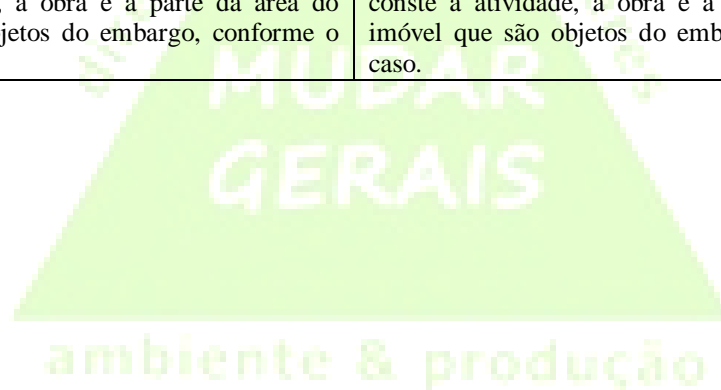 , a obra e a parte da área do
jetos do embargo, conforme o
conste a atividade, a obra e a
imóvel que são objetos do emb
caso.
MUDAR
GERAIS
ambiente & produção